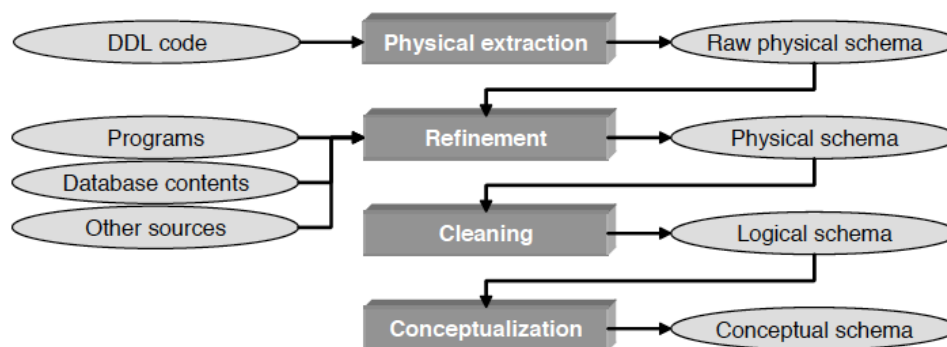 DDL code
Physical extraction
Raw physical schema
Programs
Refinement
Physical schema
Database contents
Other sources
Cleaning
Logical schema
Conceptualization
Conceptual schema